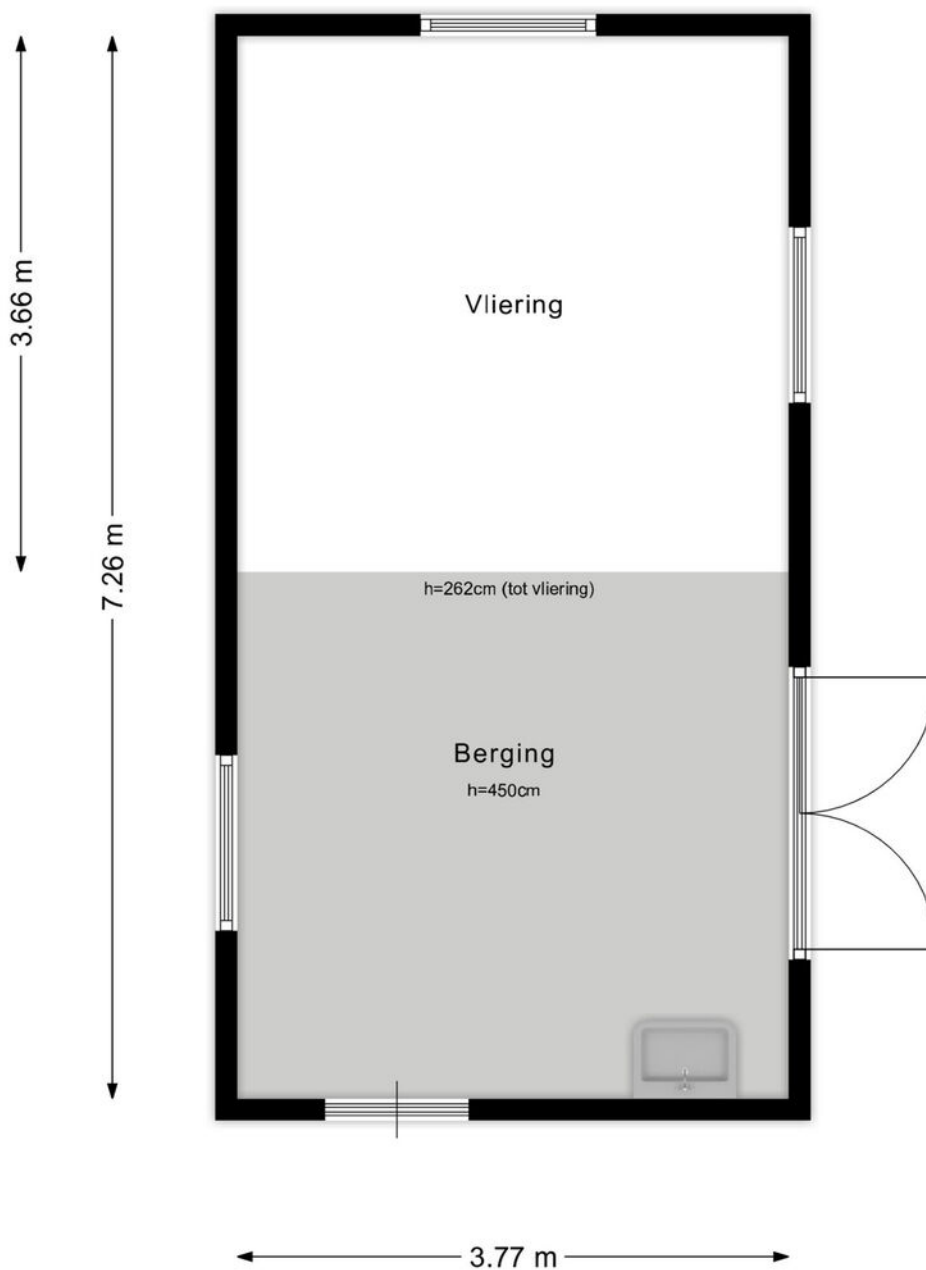 3.66 m
7.26 m
Vliering
h=262cm (tot vliering)
Berging
h=450cm
3.77 m